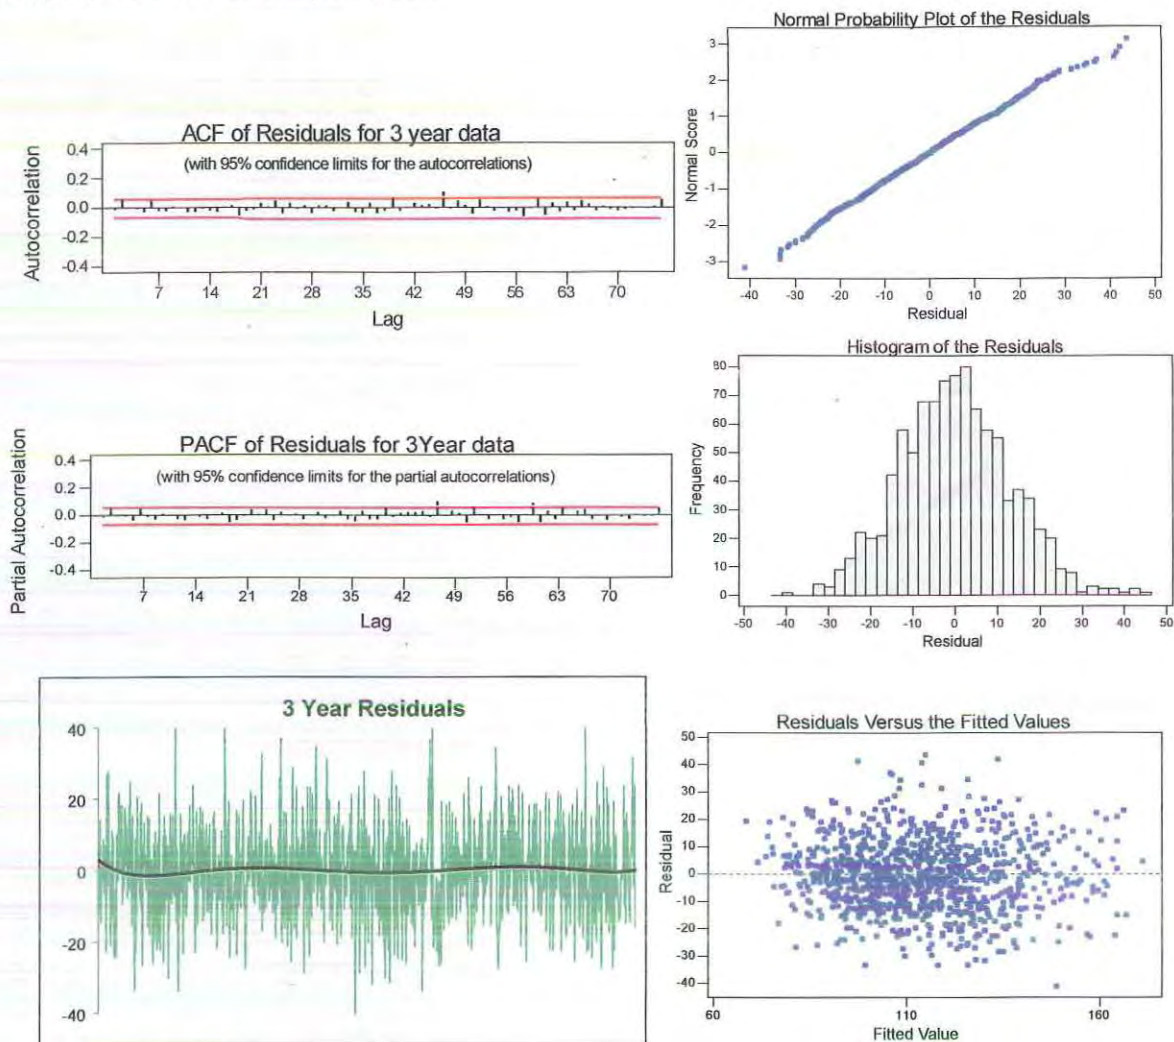 ACF of Residuals for 3 year data
(with 95% confidence limits for the autocorrelations)
Autocorrelation
0.4
0.2
0.0
-0.2
-0.4
7 14 21 28 35 42 49 56 63 70
Lag
PACF of Residuals for 3Year data
(with 95% confidence limits for the partial autocorrelations)
Partial Autocorrelation
0.4
0.2
0.0
-0.2
-0.4
7 14 21 28 35 42 49 56 63 70
Lag
3 Year Residuals
40
20
0
-20
-40
Normal Probability Plot of the Residuals
Normal Score
3
2
1
0
-1
-2
-3
-40 -30 -20 -10 0 10 20 30 40 50
Residual
Histogram of the Residuals
Frequency
80
70
60
50
40
30
20
10
0
-50 -40 -30 -20 -10 0 10 20 30 40 50
Residual
Residuals Versus the Fitted Values
Residual
50
40
30
20
10
0
-10
-20
-30
-40
60 110 160
Fitted Value